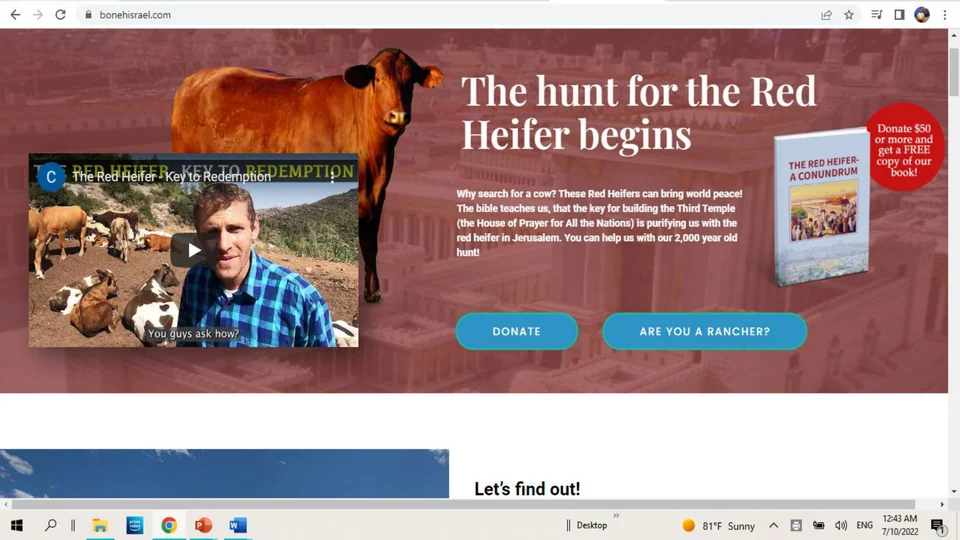 bonehisrael.com
The hunt for the Red
Heifer begins
Donate $50
or more and
get a FREE
copy of our
book!
THE RED HEIFER-
A CONUNDRUM
C
The Red Heifer - Key to Redemption
THE RED HEIFER - KEY TO REDEMPTION
You guys ask how?
Why search for a cow? These Red Heifers can bring world peace!
The bible teaches us, that the key for building the Third Temple
(the House of Prayer for All the Nations) is purifying us with the
red heifer in Jerusalem. You can help us with our 2,000 year old
hunt!
DONATE
ARE YOU A RANCHER?
Let's find out!
prime video
Desktop
81°F Sunny
ENG
12:43 AM
7/10/2022
1